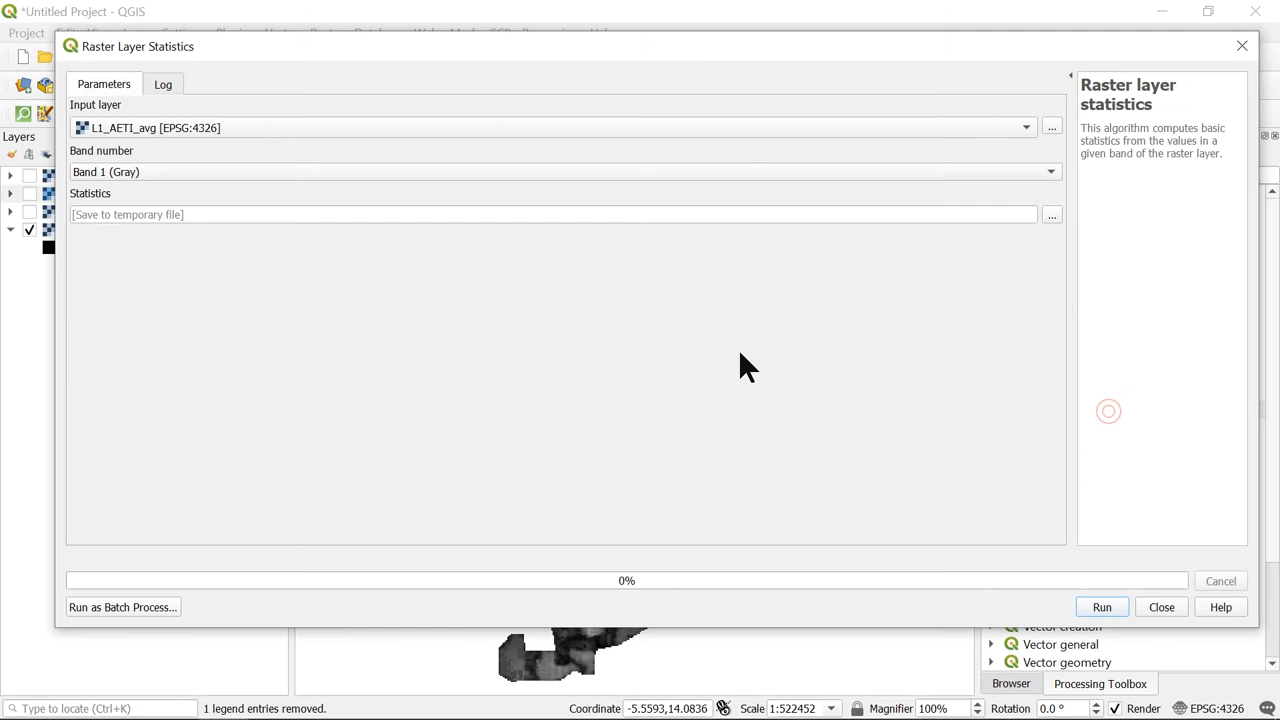 *Untitled Project - QGIS
Project
Raster Layer Statistics
Parameters
Log
Input layer
L1_AETI_avg [EPSG:4326]
...
Band number
Band 1 (Gray)
Statistics
[Save to temporary file]
...
Raster layer
statistics
This algorithm computes basic
statistics from the values in a
given band of the raster layer.
Layers
0%
Cancel
Run as Batch Process...
Run
Close
Help
Vector creation
Vector general
Vector geometry
Browser
Processing Toolbox
Type to locate (Ctrl+K)
1 legend entries removed.
Coordinate -5.5593,14.0836
Scale 1:522452
Magnifier 100%
Rotation 0.0 °
Render
EPSG:4326